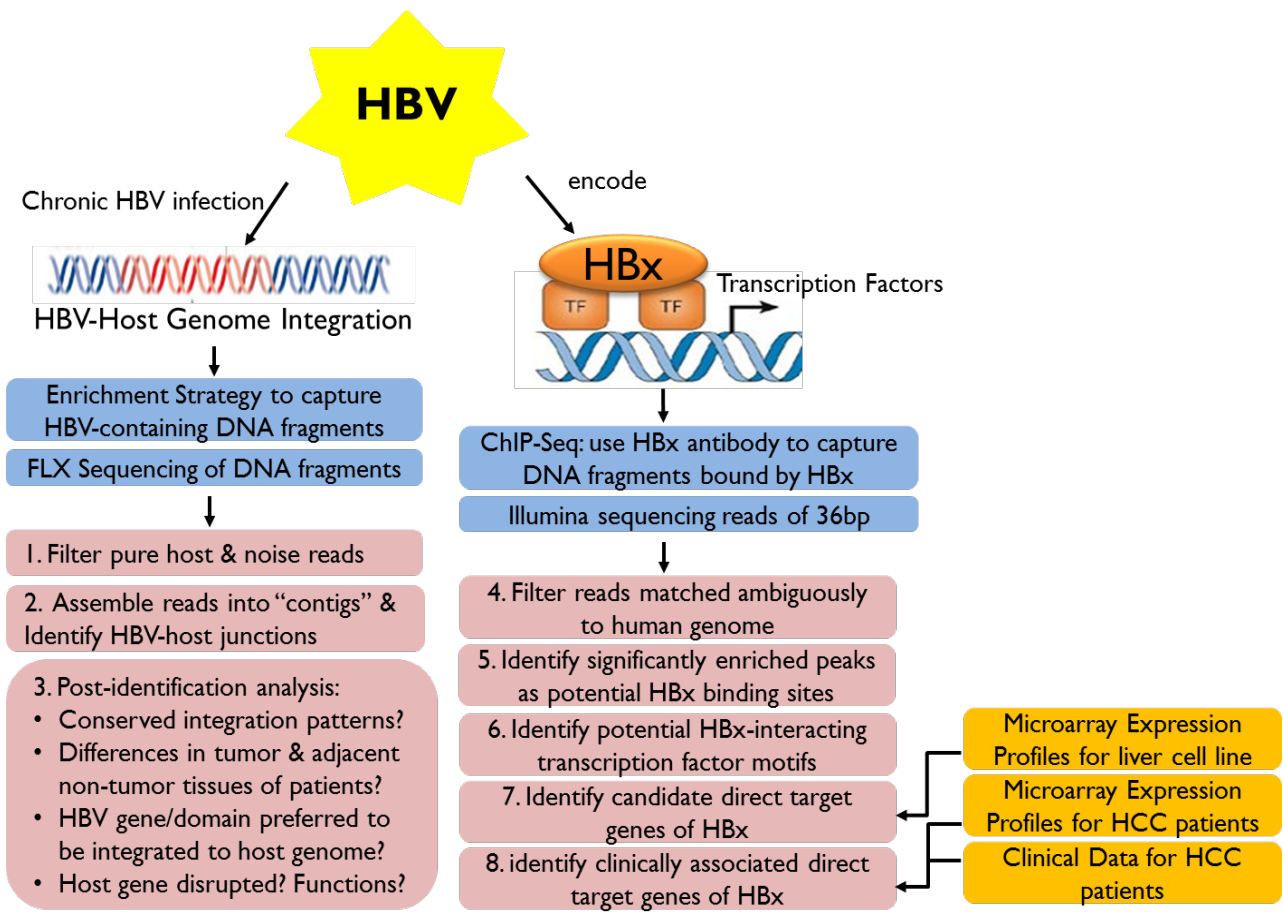 HBV
Chronic HBV infection
encode
HBV-Host Genome Integration
Enrichment Strategy to capture
HBV-containing DNA fragments
FLX Sequencing of DNA fragments
1. Filter pure host & noise reads
2. Assemble reads into “contigs” &
Identify HBV-host junctions
3. Post-identification analysis:
• Conserved integration patterns?
• Differences in tumor & adjacent
non-tumor tissues of patients?
• HBV gene/domain preferred to
be integrated to host genome?
• Host gene disrupted? Functions?
HBx
TF
TF
Transcription Factors
ChIP-Seq: use HBx antibody to capture
DNA fragments bound by HBx
Illumina sequencing reads of 36bp
4. Filter reads matched ambiguously
to human genome
5. Identify significantly enriched peaks
as potential HBx binding sites
6. Identify potential HBx-interacting
transcription factor motifs
7. Identify candidate direct target
genes of HBx
8. identify clinically associated direct
target genes of HBx
Microarray Expression
Profiles for liver cell line
Microarray Expression
Profiles for HCC patients
Clinical Data for HCC
patients